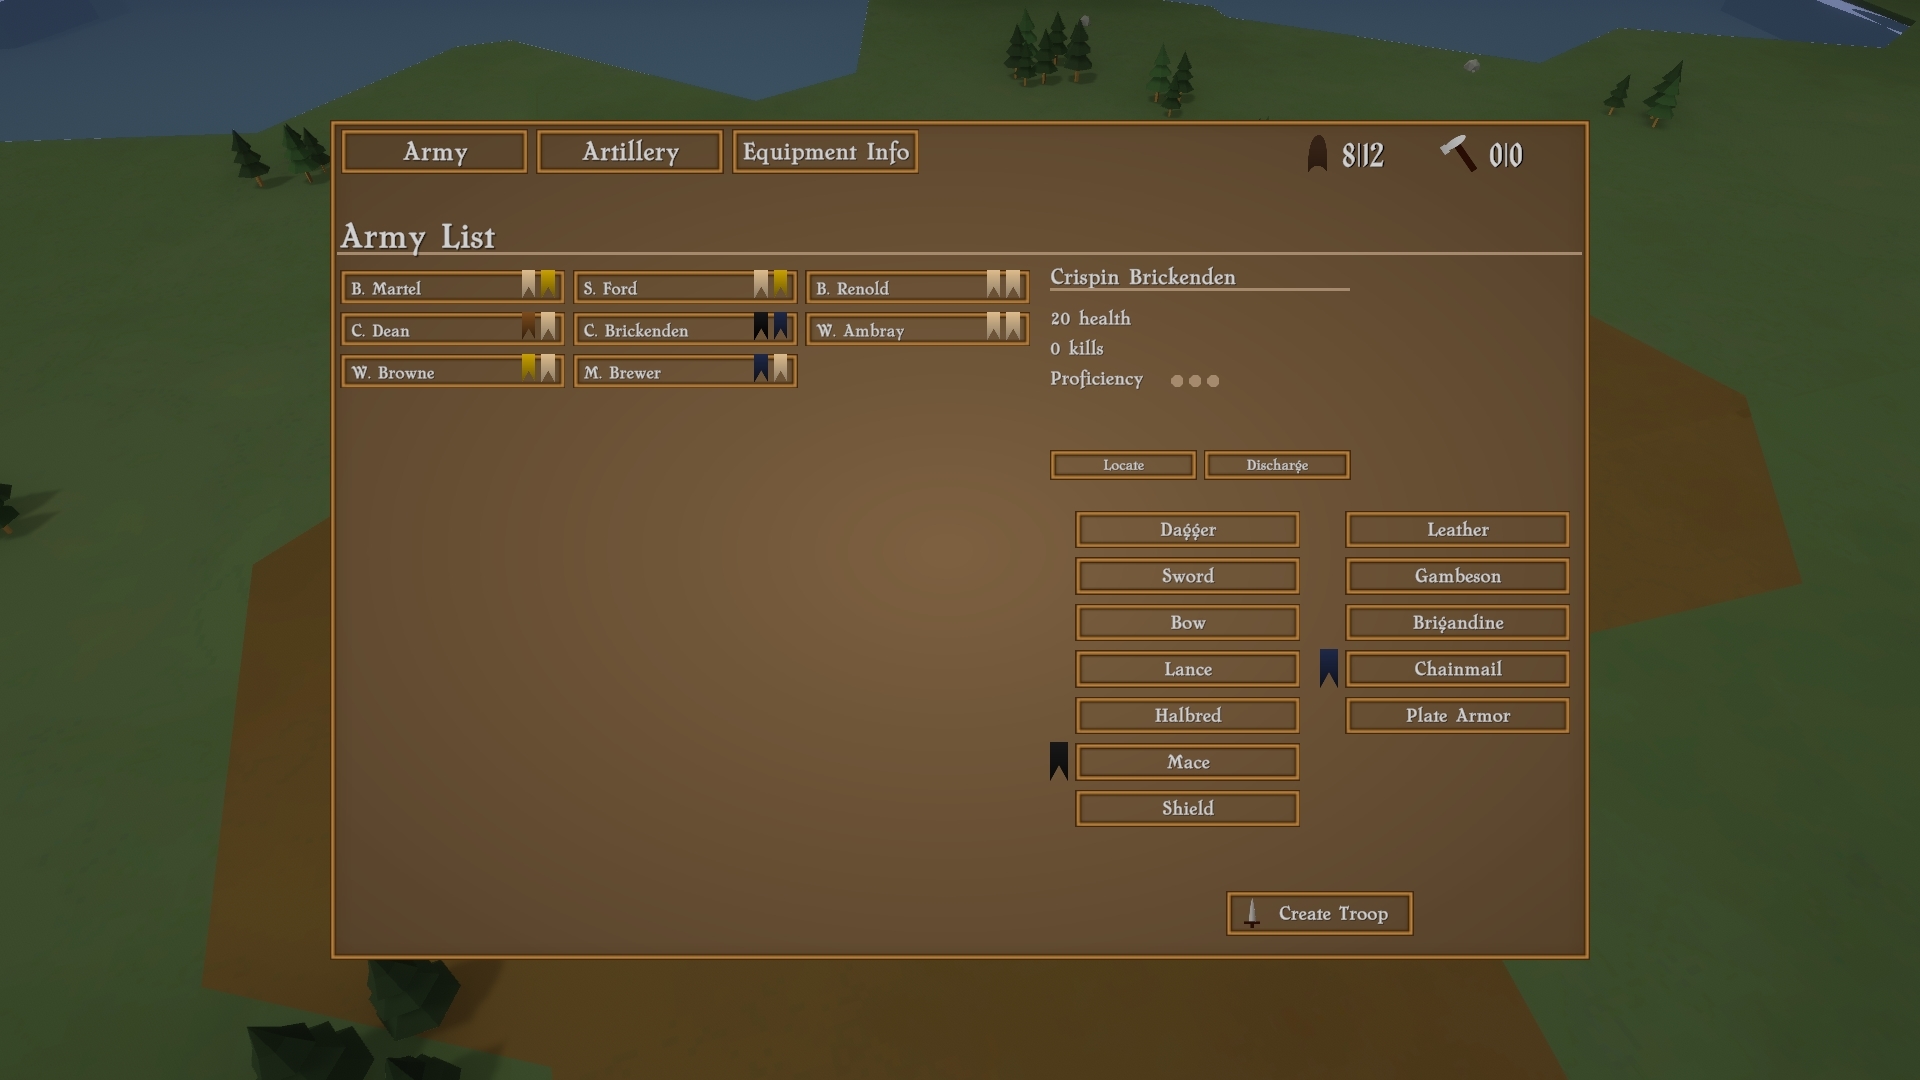 Army Artillery Equipment Info 8|12 0|0
Army List
B. Martel S. Ford B. Renold
C. Dean C. Brickenden W. Ambray
W. Browne M. Brewer
Crispin Brickenden
20 health
0 kills
Proficiency
Locate Discharge
Dagger Leather
Sword Gambeson
Bow Brigandine
Lance Chainmail
Halbred Plate Armor
Mace
Shield
Create Troop